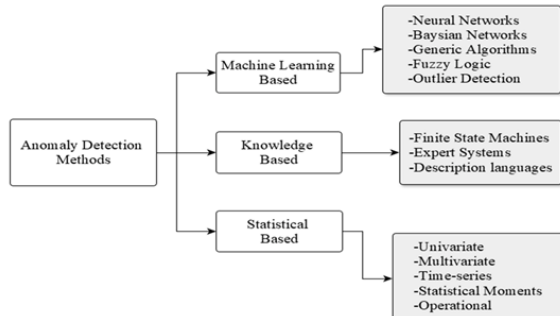 Anomaly Detection
Methods
Machine Learning
Based
-Neural Networks
-Baysian Networks
-Generic Algorithms
-Fuzzy Logic
-Outlier Detection
Knowledge
Based
-Finite State Machines
-Expert Systems
-Description languages
Statistical
Based
-Univariate
-Multivariate
-Time-series
-Statistical Moments
-Operational